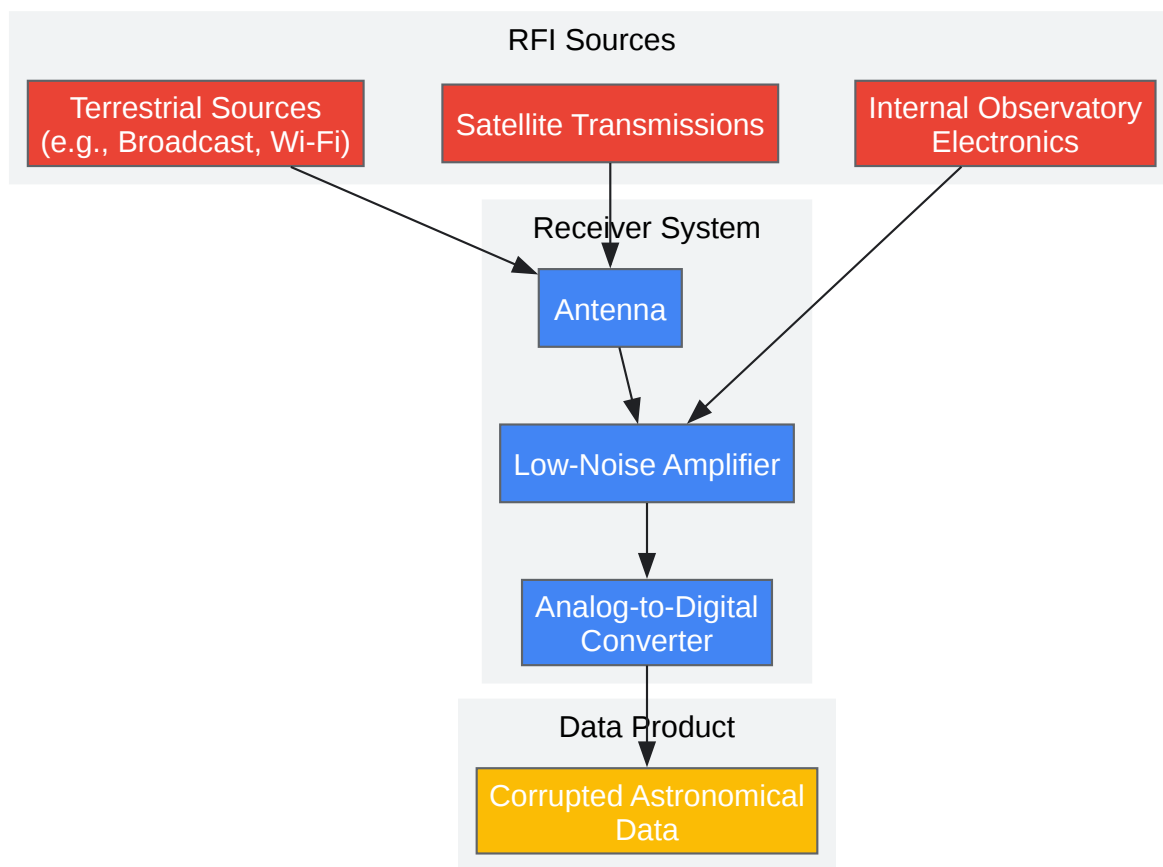 RFI Sources
Terrestrial Sources
(e.g., Broadcast, Wi-Fi)
Satellite Transmissions
Internal Observatory
Electronics
Receiver System
Antenna
Low-Noise Amplifier
Analog-to-Digital
Converter
Data Product
Corrupted Astronomical
Data